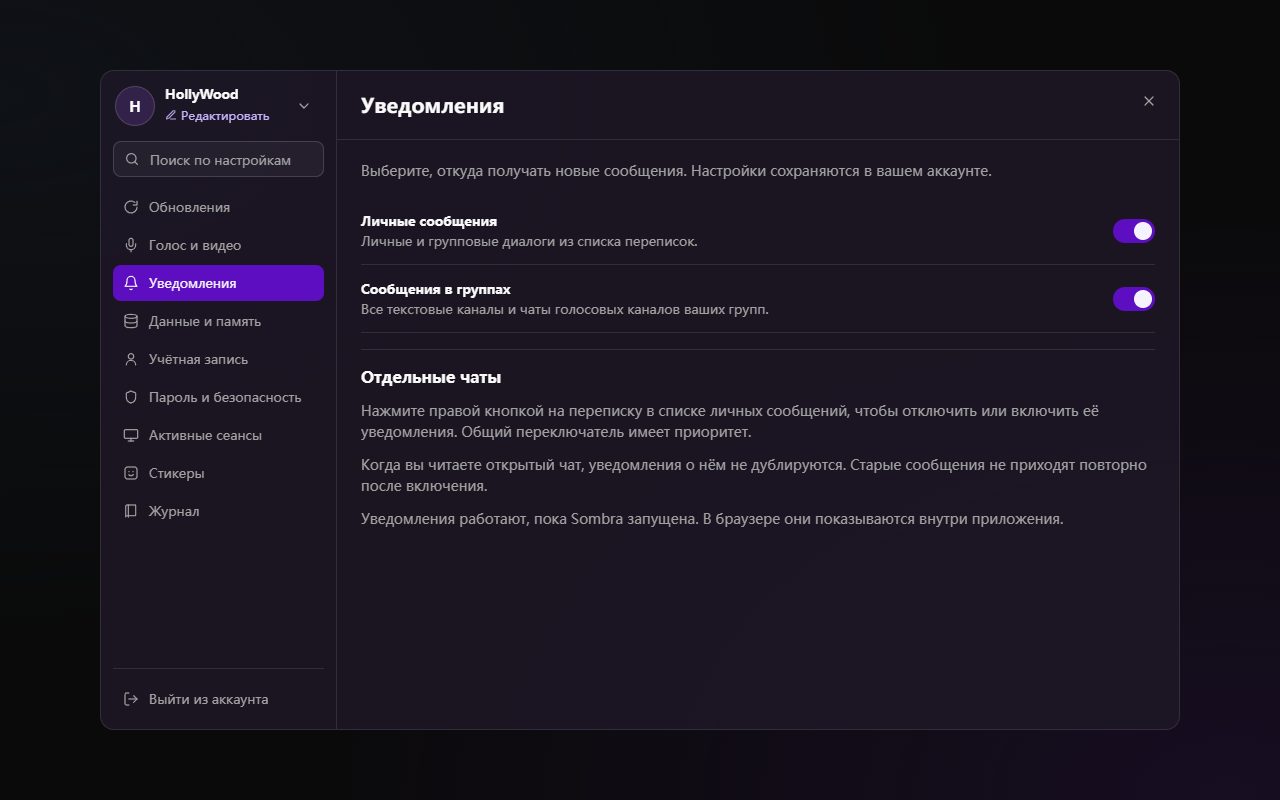 H
HollyWood
Редактировать
Поиск по настройкам
Обновления
Голос и видео
Уведомления
Данные и память
Учётная запись
Пароль и безопасность
Активные сеансы
Стикеры
Журнал
Выйти из аккаунта
Уведомления
Выберите, откуда получать новые сообщения. Настройки сохраняются в вашем аккаунте.
Личные сообщения
Личные и групповые диалоги из списка переписок.
Сообщения в группах
Все текстовые каналы и чаты голосовых каналов ваших групп.
Отдельные чаты
Нажмите правой кнопкой на переписку в списке личных сообщений, чтобы отключить или включить её
уведомления. Общий переключатель имеет приоритет.
Когда вы читаете открытый чат, уведомления о нём не дублируются. Старые сообщения не приходят повторно
после включения.
Уведомления работают, пока Sombra запущена. В браузере они показываются внутри приложения.